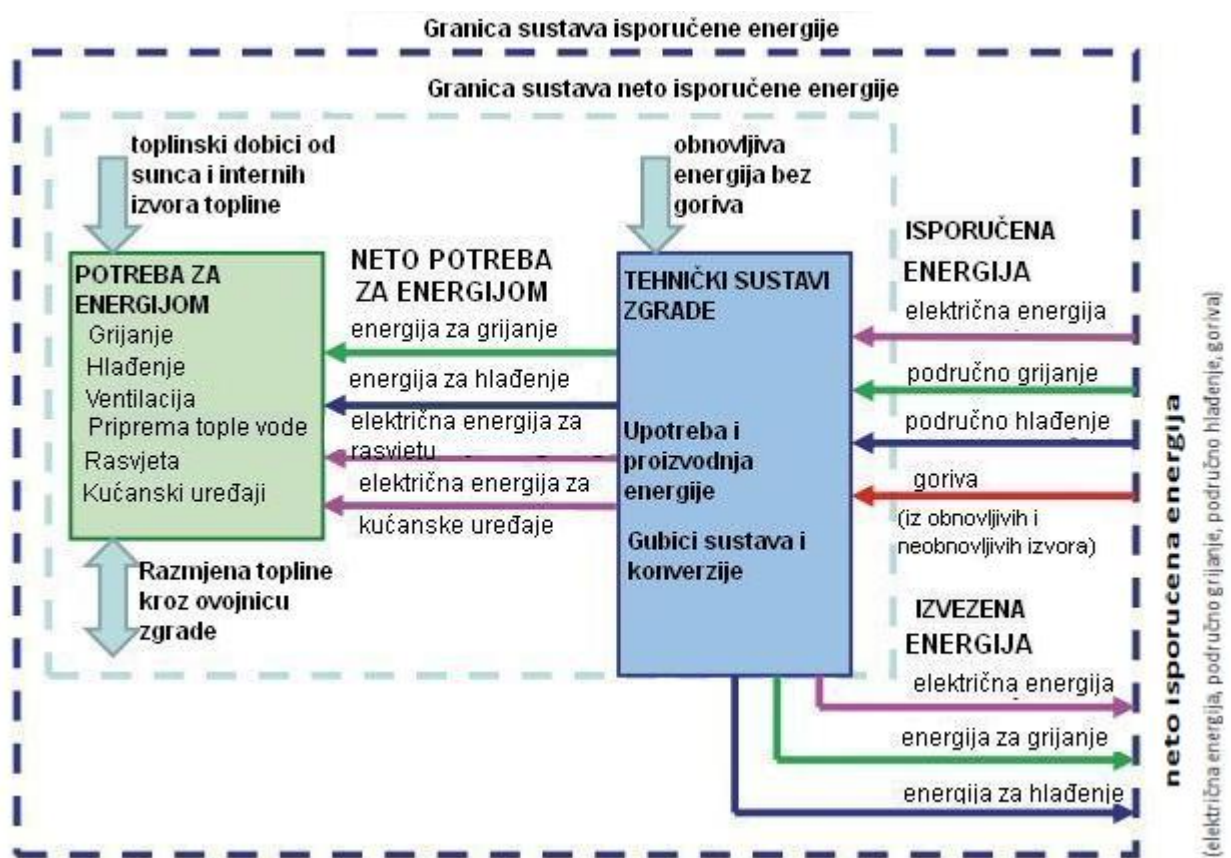 Granica sustava isporučene energije
Granica sustava neto isporučene energije
toplinski dobici od
sunca i internih
izvora topline
obnovljiva
energija bez
goriva
POTREBA ZA
ENERGIJOM
Grijanje
Hlađenje
Ventilacija
Priprema tople vode
Rasvjeta
Kućanski uređaji
NETO POTREBA
ZA ENERGIJOM
energija za grijanje
energija za hlađenje
električna energija za
rasvjetu
električna energija za
kućanske uređaje
TEHNIČKI SUSTAVI
ZGRADE
Upotreba i
proizvodnja
energije
Gubici sustava i
konverzije
ISPORUČENA
ENERGIJA
električna energija
područno grijanje
područno hlađenje
goriva
(iz obnovljivih i
neobnovljivih izvora)
Razmjena topline
kroz ovojnicu
zgrade
IZVEZENA
ENERGIJA
električna energija
energija za grijanje
energija za hlađenje
neto isporučena energija
(električna energija, područno grijanje, područno hlađenje, goriva)